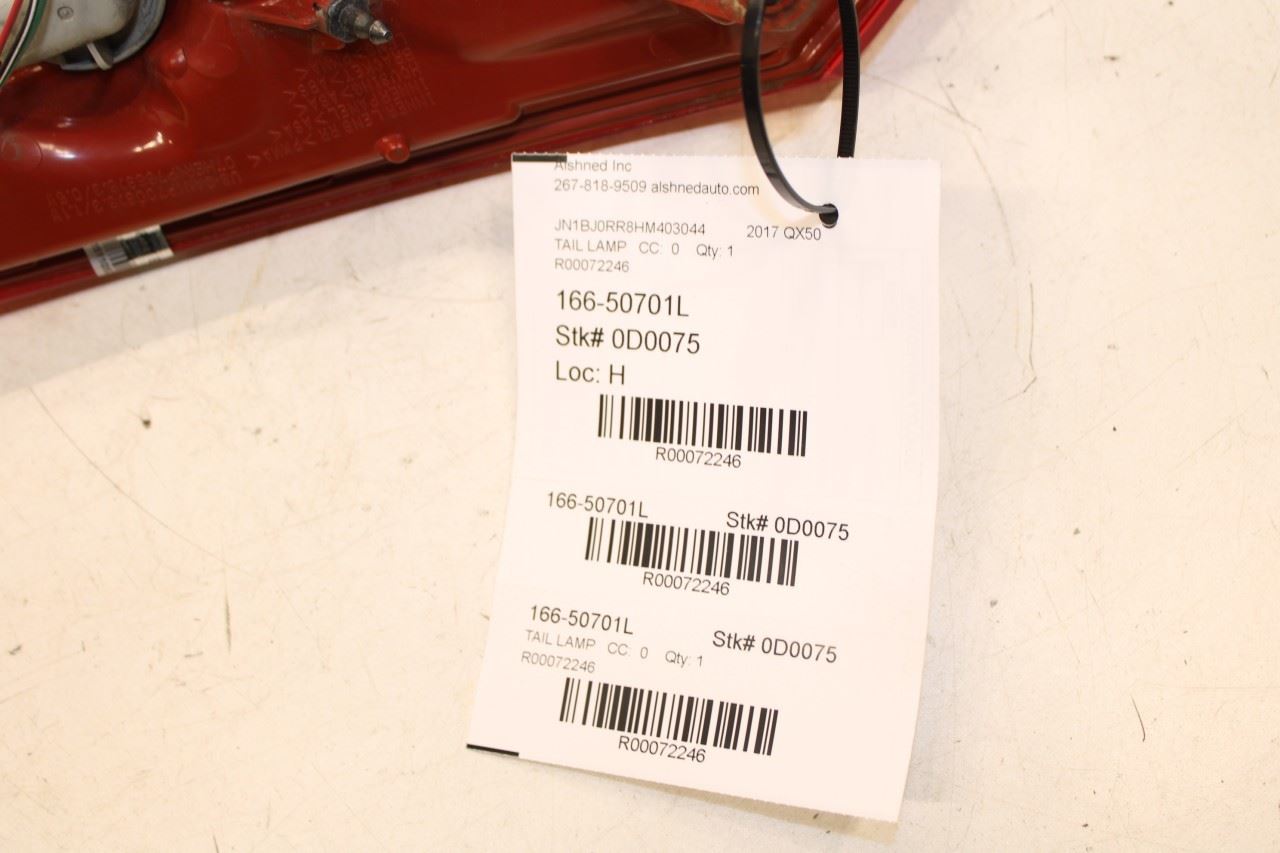 Alshned Inc
267-818-9509 alshnedauto.com
JN1BJ0RR8HM403044 2017 QX50
TAIL LAMP CC: 0 Qty: 1
R00072246
166-50701L
Stk# 0D0075
Loc: H
R00072246
166-50701L Stk# 0D0075
R00072246
166-50701L Stk# 0D0075
TAIL LAMP CC: 0 Qty: 1
R00072246
R00072246